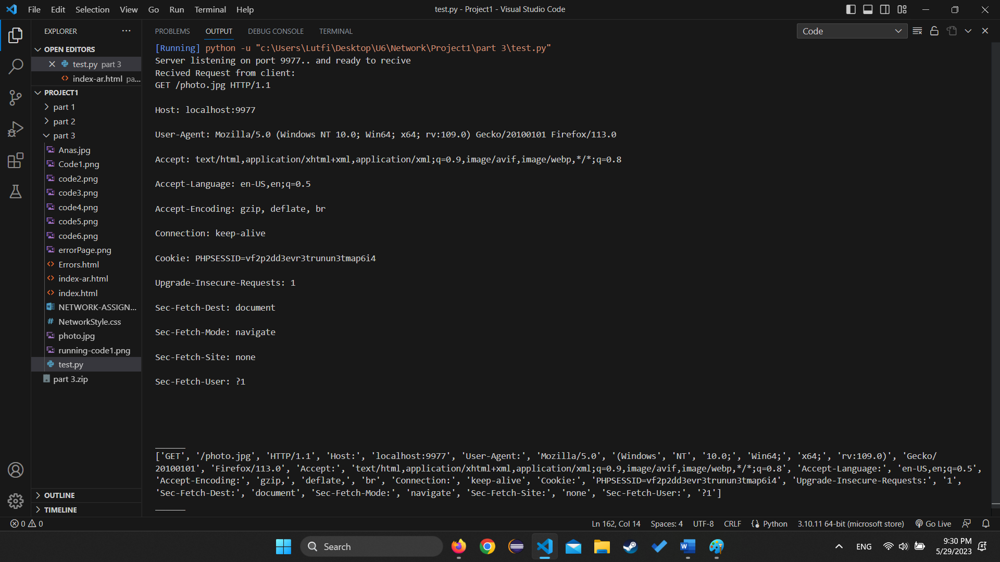 File Edit Selection View Go Run Terminal Help
test.py - Project1 - Visual Studio Code
EXPLORER
OPEN EDITORS
test.py part 3
index-ar.html pa...
PROJECT1
part 1
part 2
part 3
Anas.jpg
Code1.png
code2.png
code3.png
code4.png
code5.png
code6.png
errorPage.png
Errors.html
index-ar.html
index.html
NETWORK-ASSIGN...
NetworkStyle.css
photo.jpg
running-code1.png
test.py
part 3.zip
OUTLINE
TIMELINE
PROBLEMS OUTPUT DEBUG CONSOLE TERMINAL
Code
[Running] python -u "c:\Users\Lutfi\Desktop\U6\Network\Project1\part 3\test.py"
Server listening on port 9977.. and ready to recive
Recived Request from client:
GET /photo.jpg HTTP/1.1
Host: localhost:9977
User-Agent: Mozilla/5.0 (Windows NT 10.0; Win64; x64; rv:109.0) Gecko/20100101 Firefox/113.0
Accept: text/html,application/xhtml+xml,application/xml;q=0.9,image/avif,image/webp,*/*;q=0.8
Accept-Language: en-US,en;q=0.5
Accept-Encoding: gzip, deflate, br
Connection: keep-alive
Cookie: PHPSESSID=vf2p2dd3evr3trunun3tmap6i4
Upgrade-Insecure-Requests: 1
Sec-Fetch-Dest: document
Sec-Fetch-Mode: navigate
Sec-Fetch-Site: none
Sec-Fetch-User: ?1
______
['GET', '/photo.jpg', 'HTTP/1.1', 'Host:', 'localhost:9977', 'User-Agent:', 'Mozilla/5.0', '(Windows', 'NT', '10.0;', 'Win64;', 'x64;', 'rv:109.0)', 'Gecko/
20100101', 'Firefox/113.0', 'Accept:', 'text/html,application/xhtml+xml,application/xml;q=0.9,image/avif,image/webp,*/*;q=0.8', 'Accept-Language:', 'en-US,en;q=0.5',
'Accept-Encoding:', 'gzip,', 'deflate,', 'br', 'Connection:', 'keep-alive', 'Cookie:', 'PHPSESSID=vf2p2dd3evr3trunun3tmap6i4', 'Upgrade-Insecure-Requests:', '1',
'Sec-Fetch-Dest:', 'document', 'Sec-Fetch-Mode:', 'navigate', 'Sec-Fetch-Site:', 'none', 'Sec-Fetch-User:', '?1']
______
0 0
Ln 162, Col 14 Spaces: 4 UTF-8 CRLF Python 3.10.11 64-bit (microsoft store) Go Live
Search
ENG
9:30 PM
5/29/2023